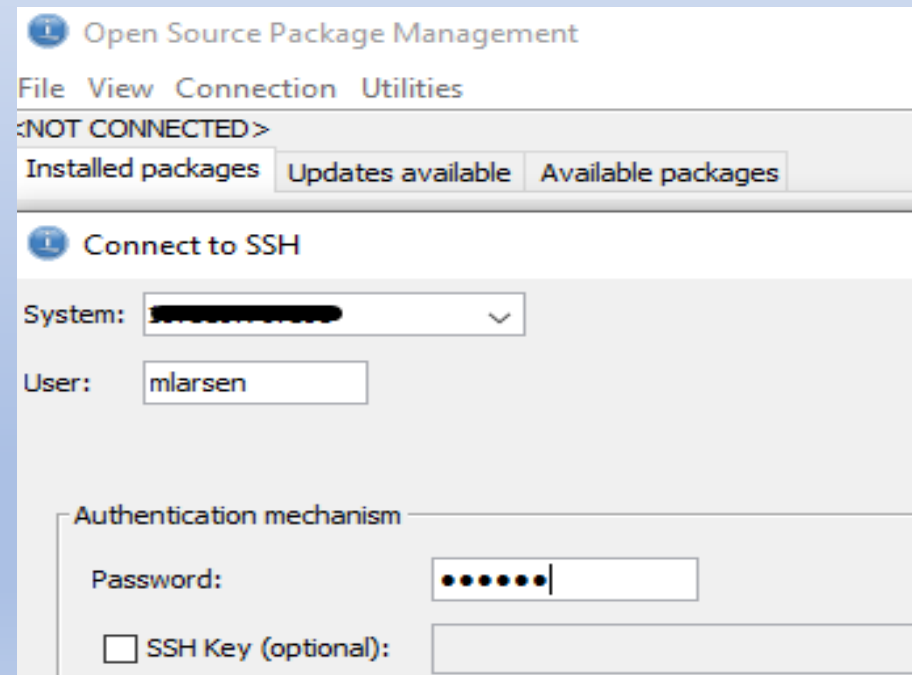 Open Source Package Management
File View Connection Utilities
<NOT CONNECTED>
Installed packages Updates available Available packages
Connect to SSH
System:
User: mlarsen
Authentication mechanism
Password: ●●●●●●
SSH Key (optional):